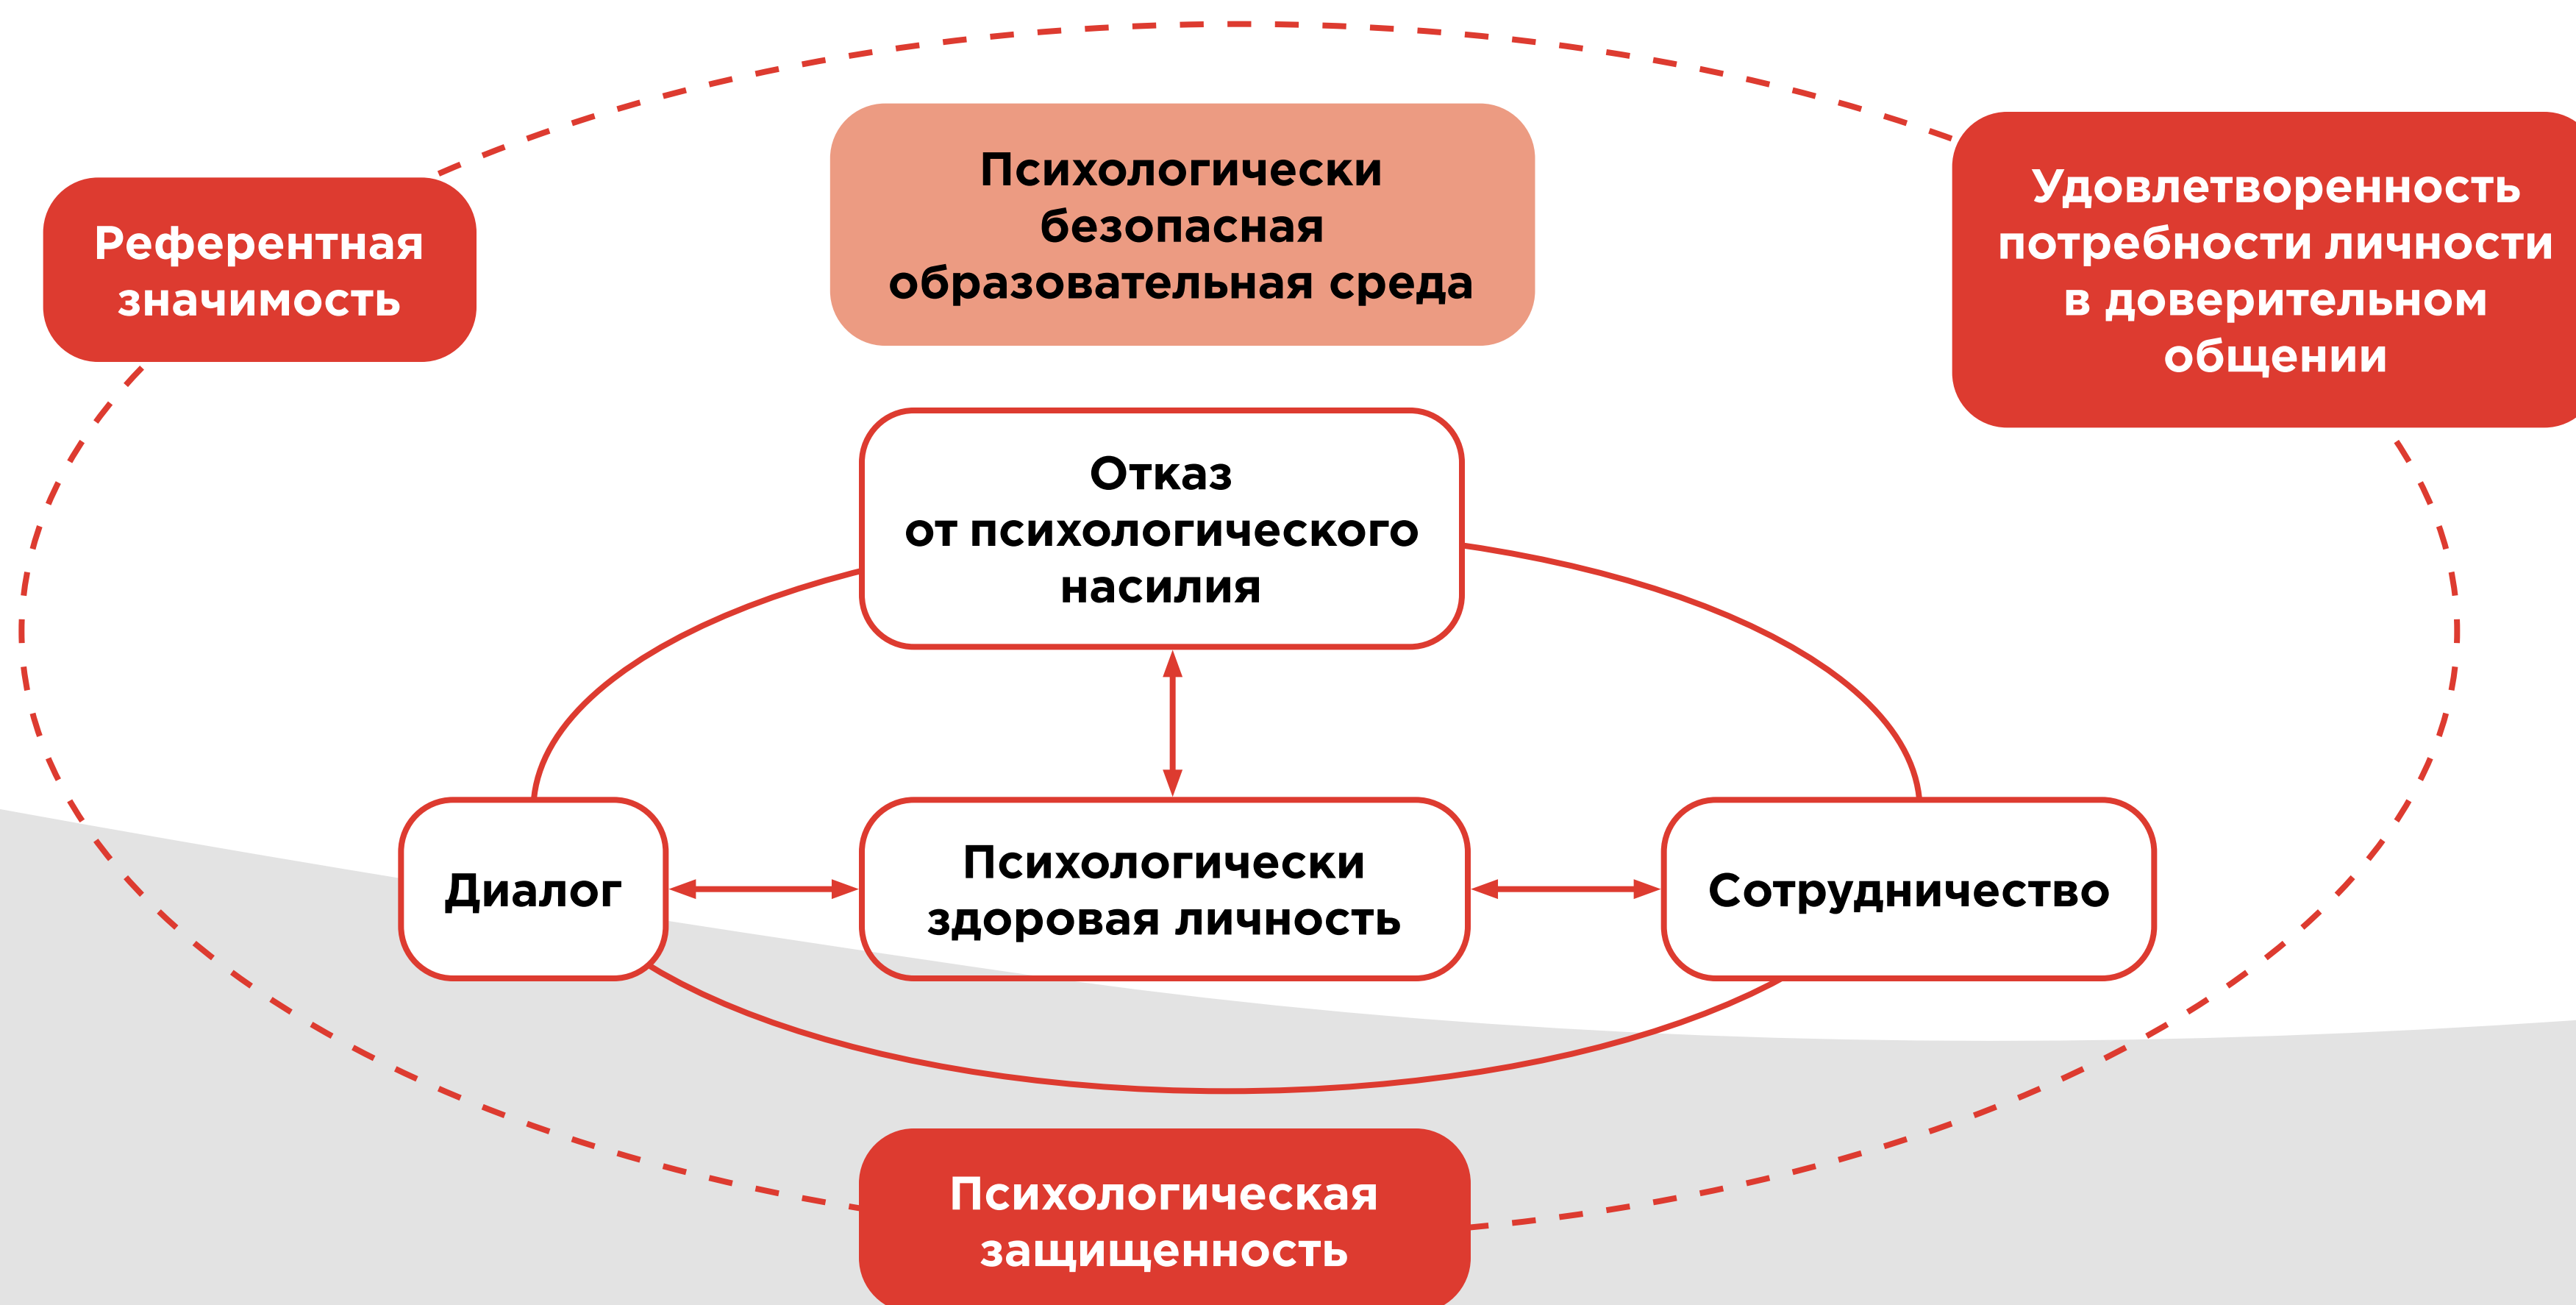 Психологически
безопасная
образовательная среда
Референтная
значимость
Удовлетворенность
потребности личности
в доверительном
общении
Отказ
от психологического
насилия
Диалог
Психологически
здоровая личность
Сотрудничество
Психологическая
защищенность